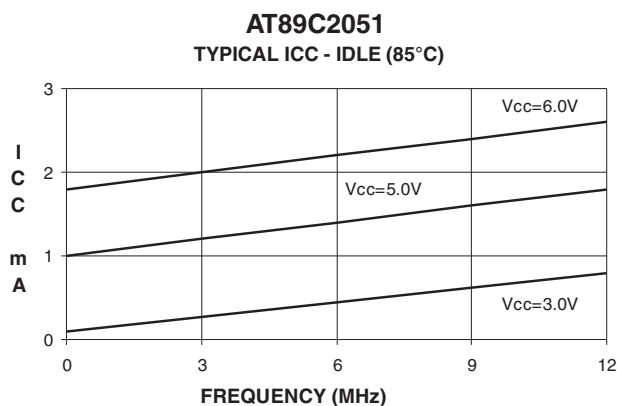 AT89C2051
TYPICAL ICC - IDLE (85°C)
3
Vcc=6.0V
I
C
C
2
Vcc=5.0V
1
m
A
Vcc=3.0V
0
0 3 6 9 12
FREQUENCY (MHz)